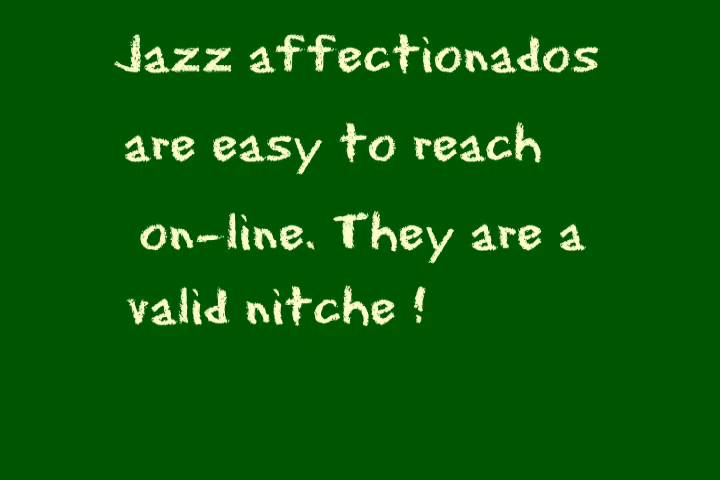 Jazz affectionados
are easy to reach
on-line. They are a
valid nitche !